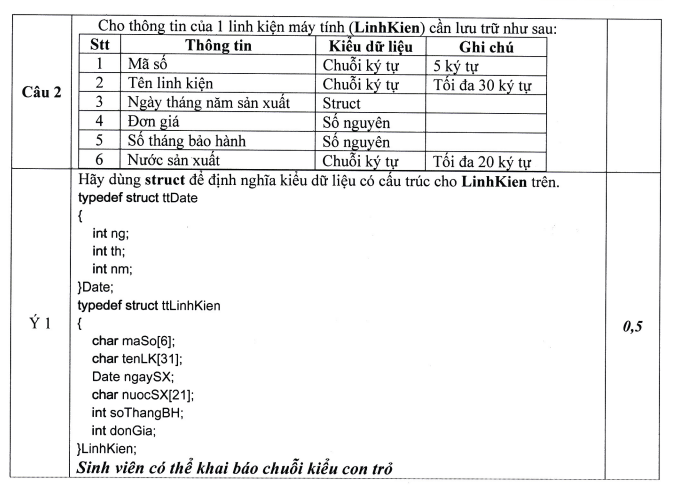 Cho thông tin của 1 linh kiện máy tính (LinhKien) cần lưu trữ như sau:
Câu 2
Stt Thông tin Kiểu dữ liệu Ghi chú
1 Mã số Chuỗi ký tự 5 ký tự
2 Tên linh kiện Chuỗi ký tự Tối đa 30 ký tự
3 Ngày tháng năm sản xuất Struct
4 Đơn giá Số nguyên
5 Số tháng bảo hành Số nguyên
6 Nước sản xuất Chuỗi ký tự Tối đa 20 ký tự
Ý 1
Hãy dùng struct để định nghĩa kiểu dữ liệu có cấu trúc cho LinhKien trên.
typedef struct ttDate
{
int ng;
int th;
int nm;
}Date;
typedef struct ttLinhKien
{
char maSo[6];
char tenLK[31];
Date ngaySX;
char nuocSX[21];
int soThangBH;
int donGia;
}LinhKien;
Sinh viên có thể khai báo chuỗi kiểu con trỏ
0,5